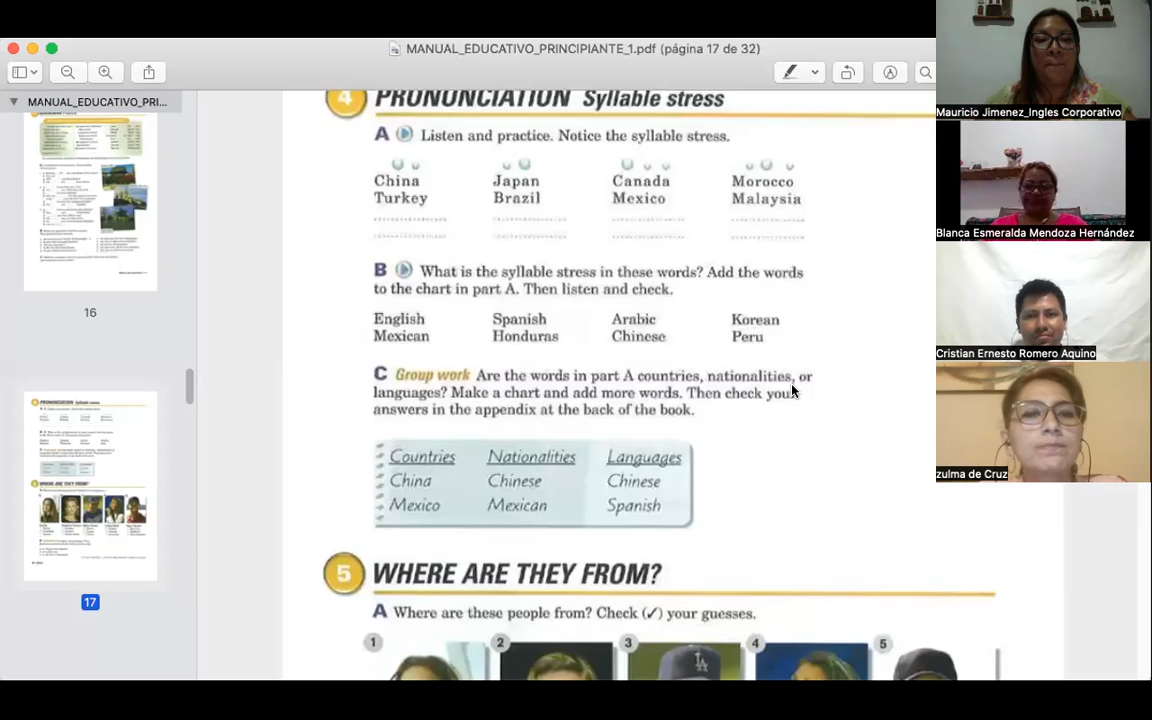 MANUAL_EDUCATIVO_PRINCIPIANTE_1.pdf (página 17 de 32)
MANUAL_EDUCATIVO_PRI...
16
17
4 PRONUNCIATION Syllable stress
A Listen and practice. Notice the syllable stress.
China Japan Canada Morocco
Turkey Brazil Mexico Malaysia
B What is the syllable stress in these words? Add the words
to the chart in part A. Then listen and check.
English Spanish Arabic Korean
Mexican Honduras Chinese Peru
C Group work Are the words in part A countries, nationalities, or
languages? Make a chart and add more words. Then check your
answers in the appendix at the back of the book.
Countries Nationalities Languages
China Chinese Chinese
Mexico Mexican Spanish
5 WHERE ARE THEY FROM?
A Where are these people from? Check (✓) your guesses.
1 2 3 4 5
LA
Mauricio Jimenez_Ingles Corporativo
Blanca Esmeralda Mendoza Hernández
Cristian Ernesto Romero Aquino
zulma de Cruz